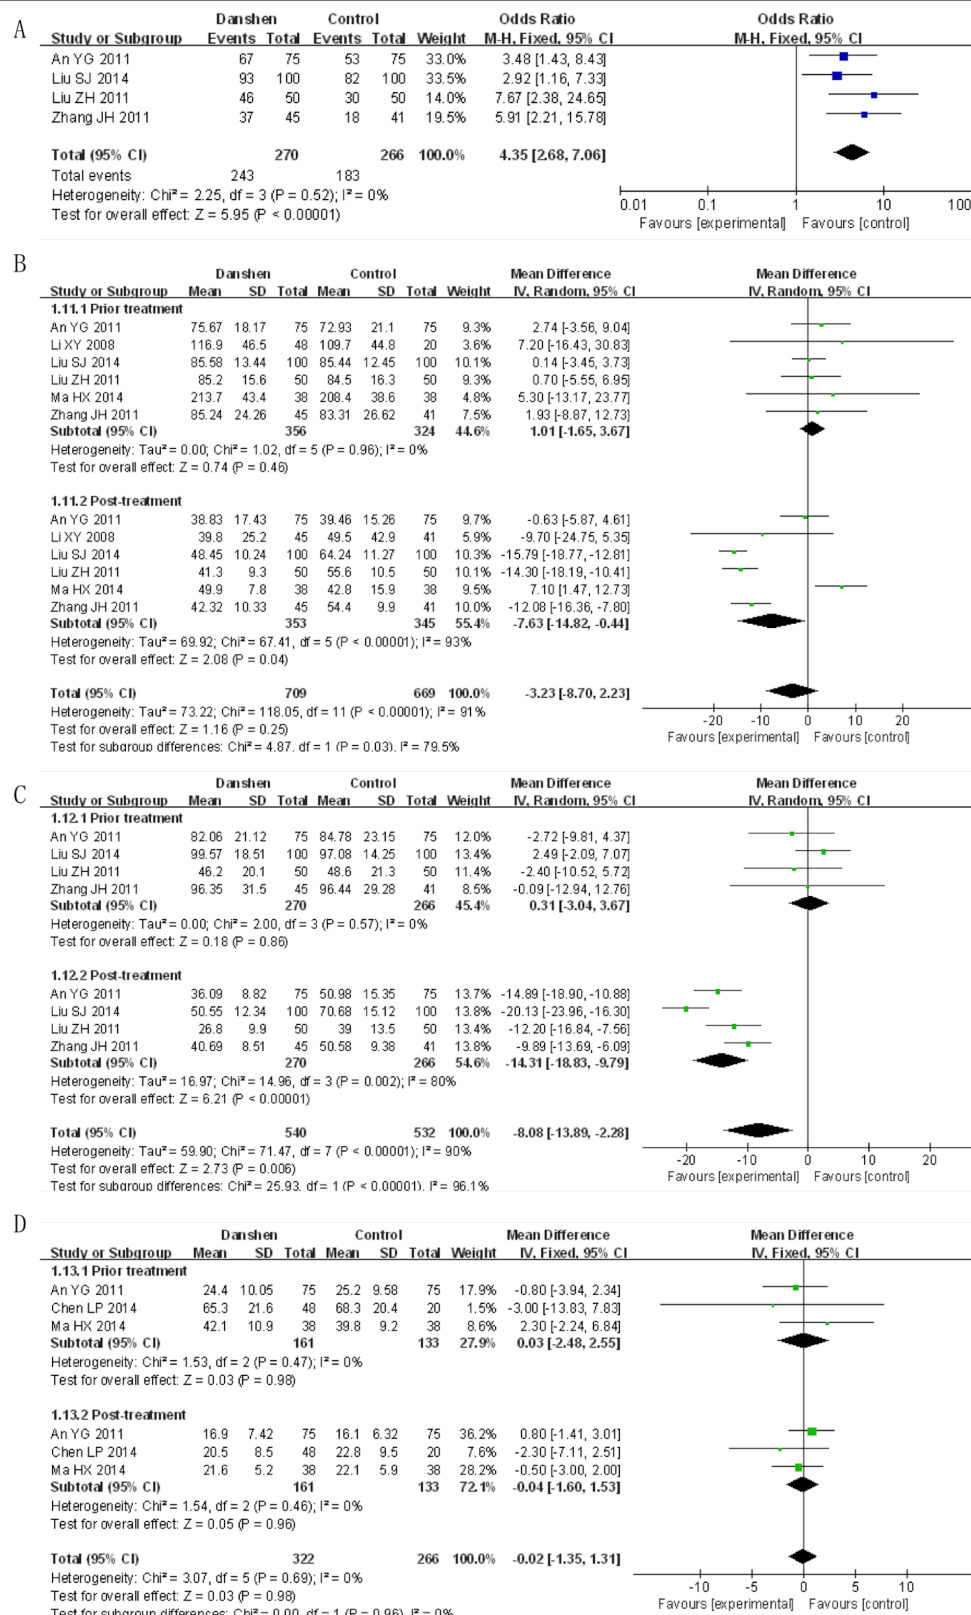 A
Danshen Control Odds Ratio Odds Ratio
Study or Subgroup Events Total Events Total Weight M-H, Fixed, 95% CI M-H, Fixed, 95% CI
An YG 2011 67 75 53 75 33.0% 3.48 [1.43, 8.43]
Liu SJ 2014 93 100 82 100 33.5% 2.92 [1.16, 7.33]
Liu ZH 2011 46 50 30 50 14.0% 7.67 [2.38, 24.65]
Zhang JH 2011 37 45 18 41 19.5% 5.91 [2.21, 15.78]
Total (95% CI) 270 266 100.0% 4.35 [2.68, 7.06]
Total events 243 183
Heterogeneity: Chi² = 2.25, df = 3 (P = 0.52); I² = 0%
Test for overall effect: Z = 5.95 (P < 0.00001)
0.01 0.1 1 10 100
Favours [experimental] Favours [control]
B
Danshen Control Mean Difference Mean Difference
Study or Subgroup Mean SD Total Mean SD Total Weight IV, Random, 95% CI IV, Random, 95% CI
1.11.1 Prior treatment
An YG 2011 75.67 18.17 75 72.93 21.1 75 9.3% 2.74 [-3.56, 9.04]
Li XY 2008 116.9 46.5 48 109.7 44.8 20 3.6% 7.20 [-16.43, 30.83]
Liu SJ 2014 85.58 13.44 100 85.44 12.45 100 10.1% 0.14 [-3.45, 3.73]
Liu ZH 2011 85.2 15.6 50 84.5 16.3 50 9.3% 0.70 [-5.55, 6.95]
Ma HX 2014 213.7 43.4 38 208.4 38.6 38 4.8% 5.30 [-13.17, 23.77]
Zhang JH 2011 85.24 24.26 45 83.31 26.62 41 7.5% 1.93 [-8.87, 12.73]
Subtotal (95% CI) 356 324 44.6% 1.01 [-1.65, 3.67]
Heterogeneity: Tau² = 0.00; Chi² = 1.02, df = 5 (P = 0.96); I² = 0%
Test for overall effect: Z = 0.74 (P = 0.46)
1.11.2 Post-treatment
An YG 2011 38.83 17.43 75 39.46 15.26 75 9.7% -0.63 [-5.87, 4.61]
Li XY 2008 39.8 25.2 45 49.5 42.9 41 5.9% -9.70 [-24.75, 5.35]
Liu SJ 2014 48.45 10.24 100 64.24 11.27 100 10.3% -15.79 [-18.77, -12.81]
Liu ZH 2011 41.3 9.3 50 55.6 10.5 50 10.1% -14.30 [-18.19, -10.41]
Ma HX 2014 49.9 7.8 38 42.8 15.9 38 9.5% 7.10 [1.47, 12.73]
Zhang JH 2011 42.32 10.33 45 54.4 9.9 41 10.0% -12.08 [-16.36, -7.80]
Subtotal (95% CI) 353 345 55.4% -7.63 [-14.82, -0.44]
Heterogeneity: Tau² = 69.92; Chi² = 67.41, df = 5 (P < 0.00001); I² = 93%
Test for overall effect: Z = 2.08 (P = 0.04)
Total (95% CI) 709 669 100.0% -3.23 [-8.70, 2.23]
Heterogeneity: Tau² = 73.22; Chi² = 118.05, df = 11 (P < 0.00001); I² = 91%
Test for overall effect: Z = 1.16 (P = 0.25)
Test for subgroup differences: Chi² = 4.87, df = 1 (P = 0.03), I² = 79.5%
-20 -10 0 10 20
Favours [experimental] Favours [control]
C
Danshen Control Mean Difference Mean Difference
Study or Subgroup Mean SD Total Mean SD Total Weight IV, Random, 95% CI IV, Random, 95% CI
1.12.1 Prior treatment
An YG 2011 82.06 21.12 75 84.78 23.15 75 12.0% -2.72 [-9.81, 4.37]
Liu SJ 2014 99.57 18.51 100 97.08 14.25 100 13.4% 2.49 [-2.09, 7.07]
Liu ZH 2011 46.2 20.1 50 48.6 21.3 50 11.4% -2.40 [-10.52, 5.72]
Zhang JH 2011 96.35 31.5 45 96.44 29.28 41 8.5% -0.09 [-12.94, 12.76]
Subtotal (95% CI) 270 266 45.4% 0.31 [-3.04, 3.67]
Heterogeneity: Tau² = 0.00; Chi² = 2.00, df = 3 (P = 0.57); I² = 0%
Test for overall effect: Z = 0.18 (P = 0.86)
1.12.2 Post-treatment
An YG 2011 36.09 8.82 75 50.98 15.35 75 13.7% -14.89 [-18.90, -10.88]
Liu SJ 2014 50.55 12.34 100 70.68 15.12 100 13.8% -20.13 [-23.96, -16.30]
Liu ZH 2011 26.8 9.9 50 39 13.5 50 13.4% -12.20 [-16.84, -7.56]
Zhang JH 2011 40.69 8.51 45 50.58 9.38 41 13.8% -9.89 [-13.69, -6.09]
Subtotal (95% CI) 270 266 54.6% -14.31 [-18.83, -9.79]
Heterogeneity: Tau² = 16.97; Chi² = 14.96, df = 3 (P = 0.002); I² = 80%
Test for overall effect: Z = 6.21 (P < 0.00001)
Total (95% CI) 540 532 100.0% -8.08 [-13.89, -2.28]
Heterogeneity: Tau² = 59.90; Chi² = 71.47, df = 7 (P < 0.00001); I² = 90%
Test for overall effect: Z = 2.73 (P = 0.006)
Test for subgroup differences: Chi² = 25.93, df = 1 (P < 0.00001), I² = 96.1%
-20 -10 0 10 20
Favours [experimental] Favours [control]
D
Danshen Control Mean Difference Mean Difference
Study or Subgroup Mean SD Total Mean SD Total Weight IV, Fixed, 95% CI IV, Fixed, 95% CI
1.13.1 Prior treatment
An YG 2011 24.4 10.05 75 25.2 9.58 75 17.9% -0.80 [-3.94, 2.34]
Chen LP 2014 65.3 21.6 48 68.3 20.4 20 1.5% -3.00 [-13.83, 7.83]
Ma HX 2014 42.1 10.9 38 39.8 9.2 38 8.6% 2.30 [-2.24, 6.84]
Subtotal (95% CI) 161 133 27.9% 0.03 [-2.48, 2.55]
Heterogeneity: Chi² = 1.53, df = 2 (P = 0.47); I² = 0%
Test for overall effect: Z = 0.03 (P = 0.98)
1.13.2 Post-treatment
An YG 2011 16.9 7.42 75 16.1 6.32 75 36.2% 0.80 [-1.41, 3.01]
Chen LP 2014 20.5 8.5 48 22.8 9.5 20 7.6% -2.30 [-7.11, 2.51]
Ma HX 2014 21.6 5.2 38 22.1 5.9 38 28.2% -0.50 [-3.00, 2.00]
Subtotal (95% CI) 161 133 72.1% -0.04 [-1.60, 1.53]
Heterogeneity: Chi² = 1.54, df = 2 (P = 0.46); I² = 0%
Test for overall effect: Z = 0.05 (P = 0.96)
Total (95% CI) 322 266 100.0% -0.02 [-1.35, 1.31]
Heterogeneity: Chi² = 3.07, df = 5 (P = 0.69); I² = 0%
Test for overall effect: Z = 0.03 (P = 0.98)
Test for subgroup differences: Chi² = 0.00, df = 1 (P = 0.96), I² = 0%
-10 -5 0 5 10
Favours [experimental] Favours [control]